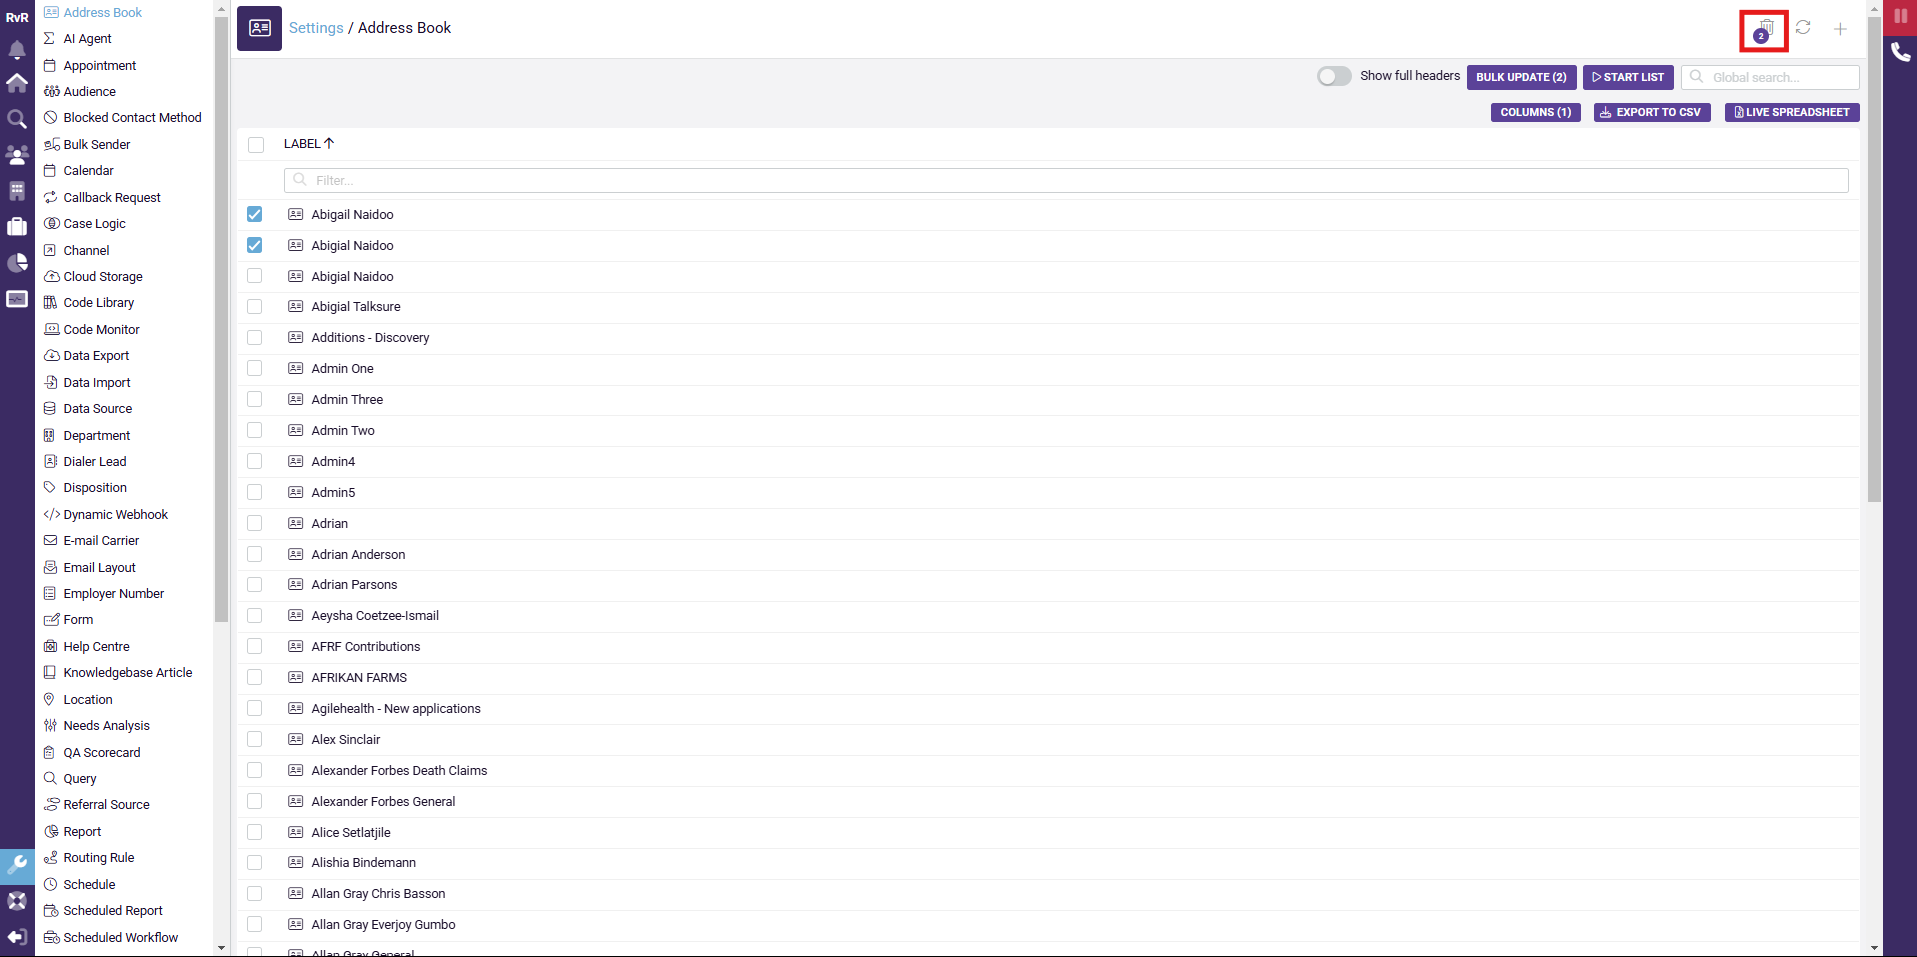 RvR
Address Book
AI Agent
Appointment
Audience
Blocked Contact Method
Bulk Sender
Calendar
Callback Request
Case Logic
Channel
Cloud Storage
Code Library
Code Monitor
Data Export
Data Import
Data Source
Department
Dialer Lead
Disposition
Dynamic Webhook
E-mail Carrier
Email Layout
Employer Number
Form
Help Centre
Knowledgebase Article
Location
Needs Analysis
QA Scorecard
Query
Referral Source
Report
Routing Rule
Schedule
Scheduled Report
Scheduled Workflow
Settings / Address Book
2
Show full headers
BULK UPDATE (2)
START LIST
Global search...
COLUMNS (1)
EXPORT TO CSV
LIVE SPREADSHEET
LABEL
Filter...
Abigail Naidoo
Abigial Naidoo
Abigial Naidoo
Abigial Talksure
Additions - Discovery
Admin One
Admin Three
Admin Two
Admin4
Admin5
Adrian
Adrian Anderson
Adrian Parsons
Aeysha Coetzee-Ismail
AFRF Contributions
AFRIKAN FARMS
Agilehealth - New applications
Alex Sinclair
Alexander Forbes Death Claims
Alexander Forbes General
Alice Setlatjile
Alishia Bindemann
Allan Gray Chris Basson
Allan Gray Everjoy Gumbo
Allan Gray General